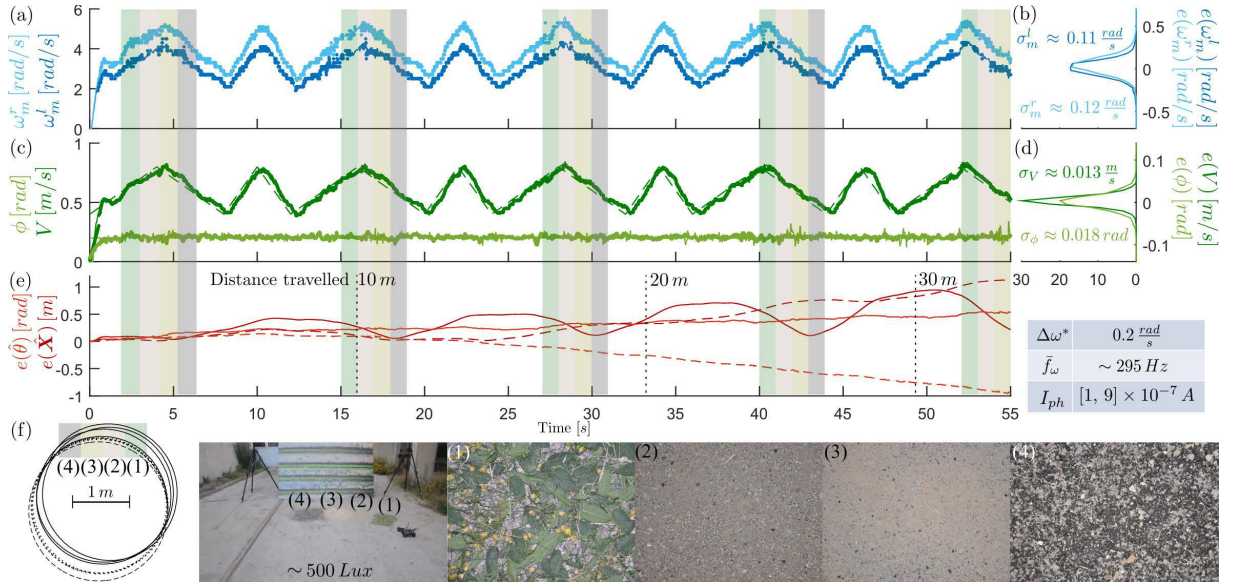 (a)
ω_m^r [rad/s]
ω_m^l [rad/s]
6
4
2
0
(b)
σ_m^l ≈ 0.11 rad/s
σ_m^r ≈ 0.12 rad/s
0.5
0
-0.5
e(ω_m^l) [rad/s]
e(ω_m^r) [rad/s]
(c)
ϕ [rad]
V [m/s]
1
0.5
0
(d)
σ_V ≈ 0.013 m/s
σ_ϕ ≈ 0.018 rad
0.1
0
-0.1
30 20 10 0
e(V) [m/s]
e(ϕ) [rad]
(e)
e(θ̂) [rad]
e(X̂) [m]
1
0.5
0
-0.5
-1
Distance travelled 10 m
20 m
30 m
0 5 10 15 20 25 30 35 40 45 50 55
Time [s]
Δω* 0.2 rad/s
f̄_ω ~ 295 Hz
I_ph [1, 9] × 10⁻⁷ A
(f)
(4) (3) (2) (1)
1 m
(4) (3) (2) (1)
~ 500 Lux
(1)
(2)
(3)
(4)